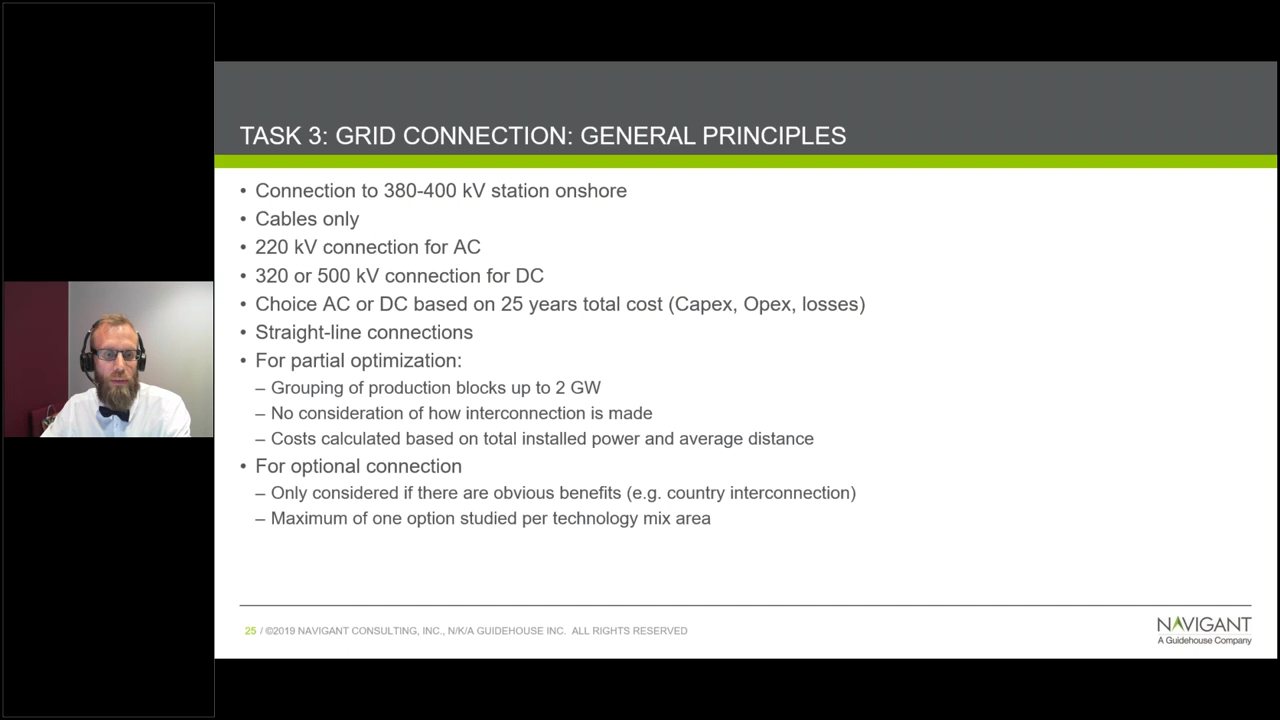 TASK 3: GRID CONNECTION: GENERAL PRINCIPLES
• Connection to 380-400 kV station onshore
• Cables only
• 220 kV connection for AC
• 320 or 500 kV connection for DC
• Choice AC or DC based on 25 years total cost (Capex, Opex, losses)
• Straight-line connections
• For partial optimization:
– Grouping of production blocks up to 2 GW
– No consideration of how interconnection is made
– Costs calculated based on total installed power and average distance
• For optional connection
– Only considered if there are obvious benefits (e.g. country interconnection)
– Maximum of one option studied per technology mix area
25 / ©2019 NAVIGANT CONSULTING, INC., N/K/A GUIDEHOUSE INC. ALL RIGHTS RESERVED
NAVIGANT
A Guidehouse Company